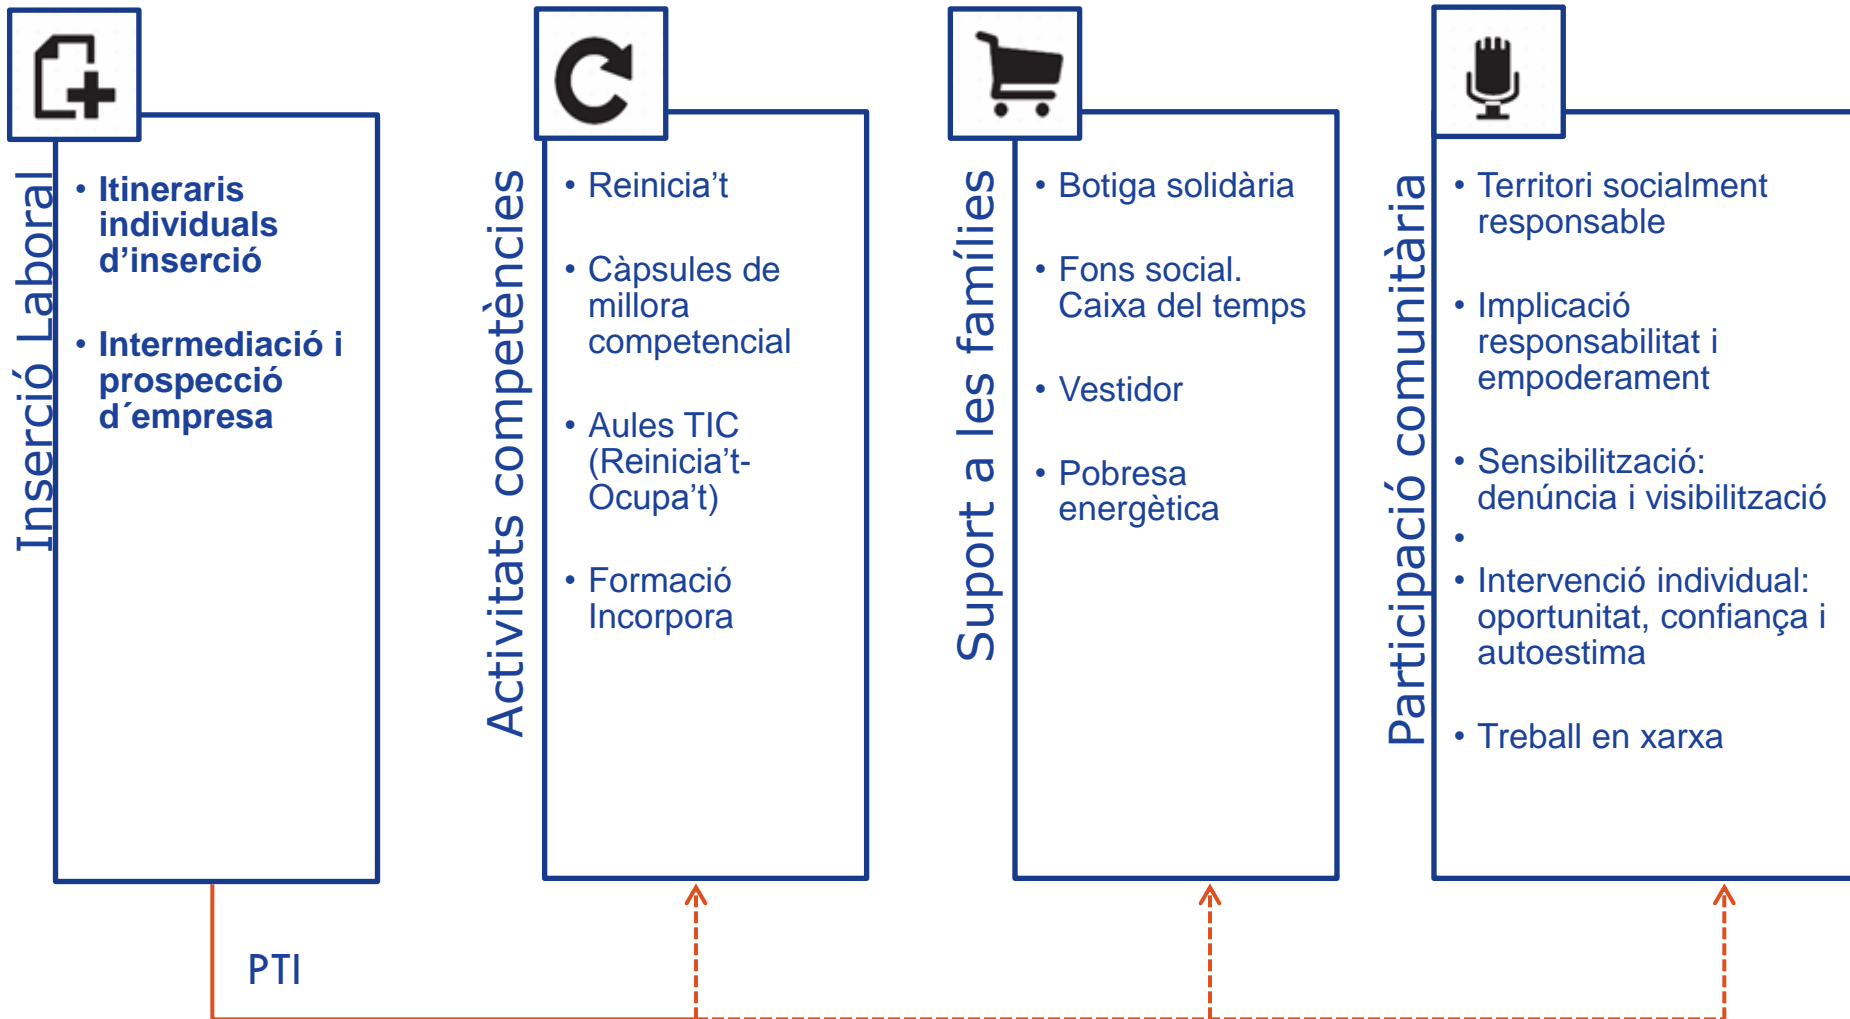 Inserció Laboral
• Itineraris
individuals
d’inserció
• Intermediació i
prospecció
d´empresa
Activitats competències
• Reinicia’t
• Càpsules de
millora
competencial
• Aules TIC
(Reinicia’t-
Ocupa’t)
• Formació
Incorpora
Suport a les famílies
• Botiga solidària
• Fons social.
Caixa del temps
• Vestidor
• Pobresa
energètica
Participació comunitària
• Territori socialment
responsable
• Implicació
responsabilitat i
empoderament
• Sensibilització:
denúncia i visibilització
•
• Intervenció individual:
oportunitat, confiança i
autoestima
• Treball en xarxa
PTI